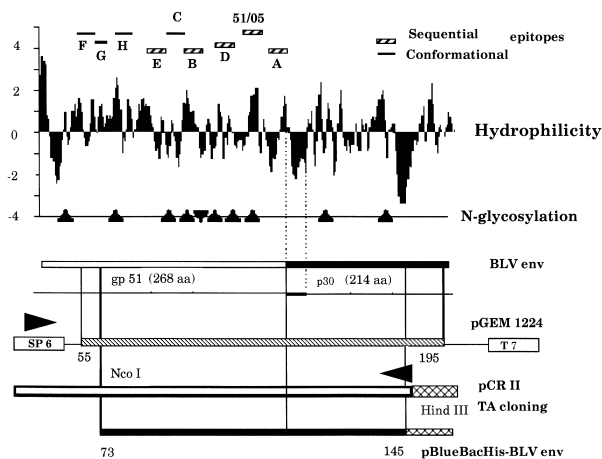 C 51/05
4 F H Sequential epitopes
G E B D A Conformational
2
0 Hydrophilicity
-2
-4 N-glycosylation
BLV env
gp 51 (268 aa) p30 (214 aa)
pGEM 1224
SP 6 T 7
55 195
Nco I
pCR II
Hind III TA cloning
pBlueBacHis-BLV env
73 145